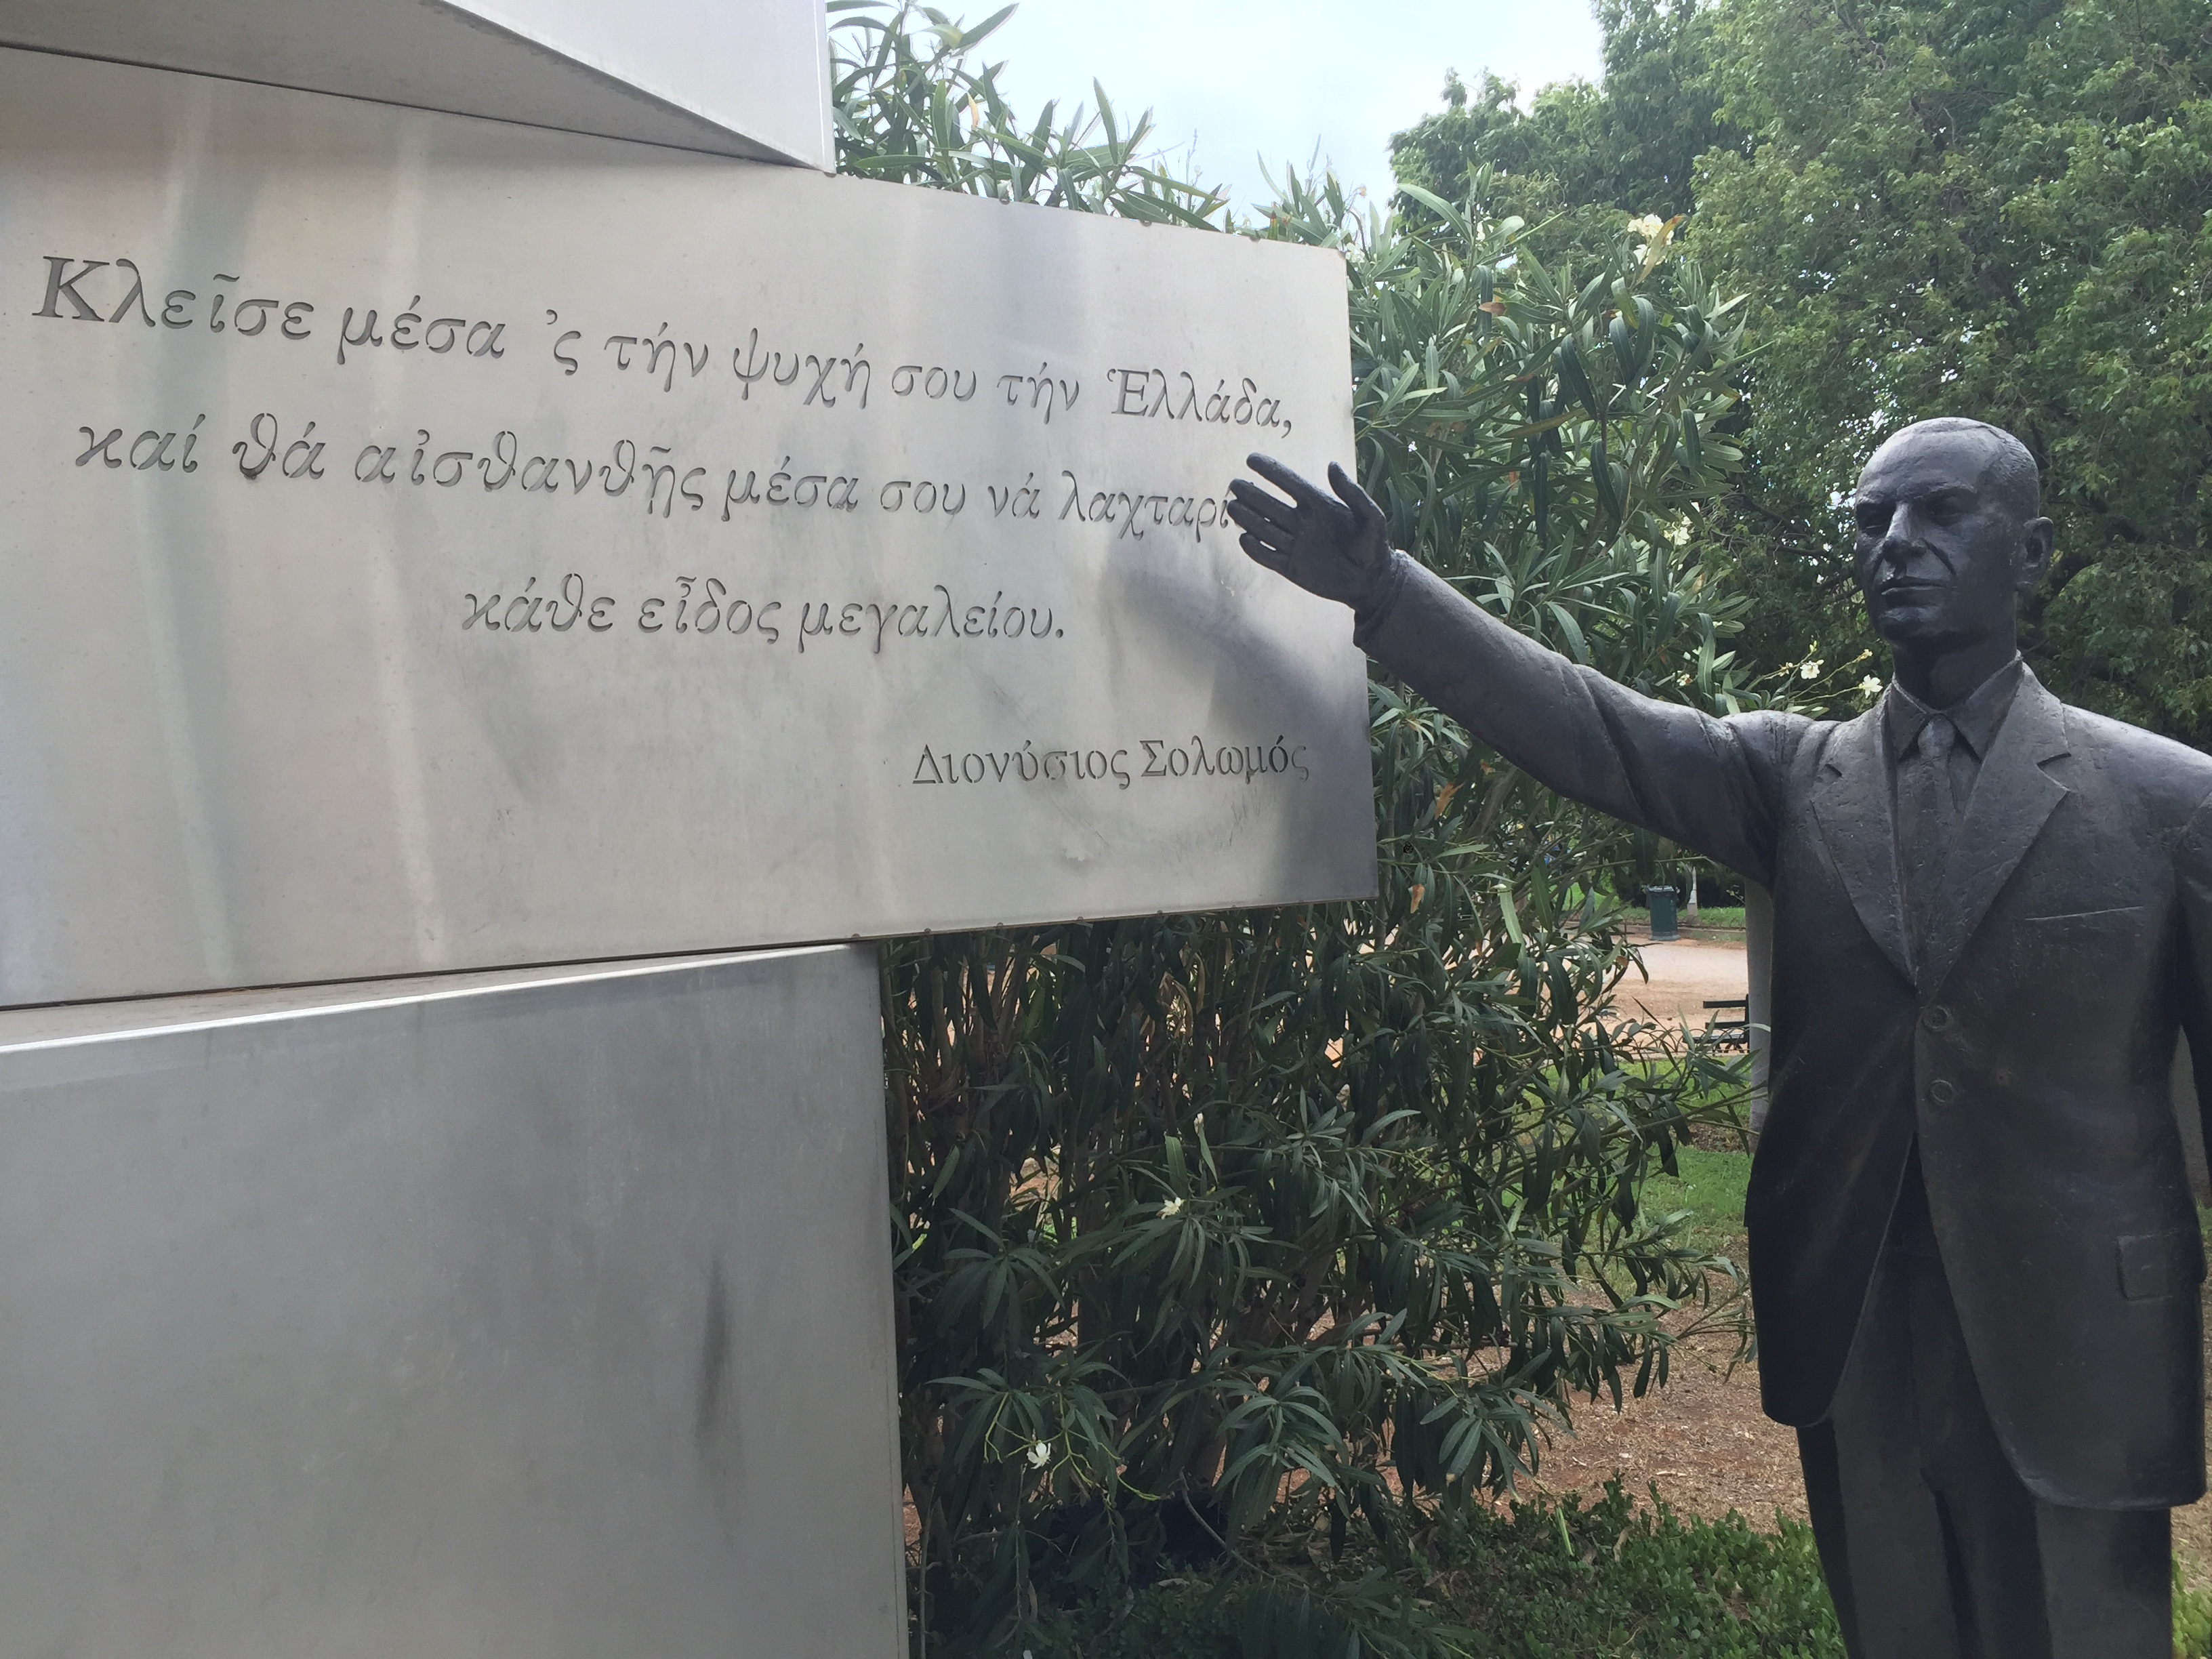 Κλεῖσε μέσα ’ς τήν ψυχή σου τήν Ἑλλάδα,
καί θά αἰσθανθῇς μέσα σου νά
κάθε εἶδος μεγαλείου.
Διονύσιος Σολωμός